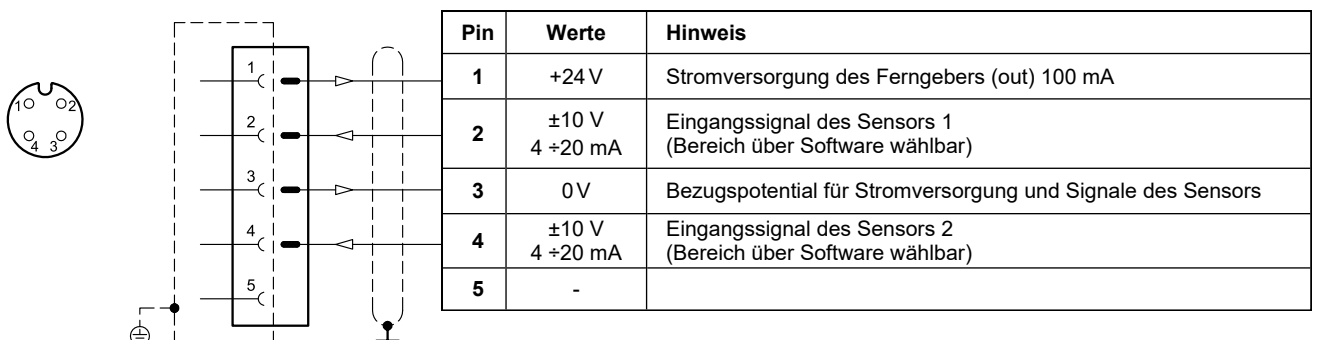 1 2
4 3
1
2
3
4
5
Pin Werte Hinweis
1 +24 V Stromversorgung des Ferngebers (out) 100 mA
2 ±10 V
4 ÷20 mA Eingangssignal des Sensors 1
(Bereich über Software wählbar)
3 0 V Bezugspotential für Stromversorgung und Signale des Sensors
4 ±10 V
4 ÷20 mA Eingangssignal des Sensors 2
(Bereich über Software wählbar)
5 -